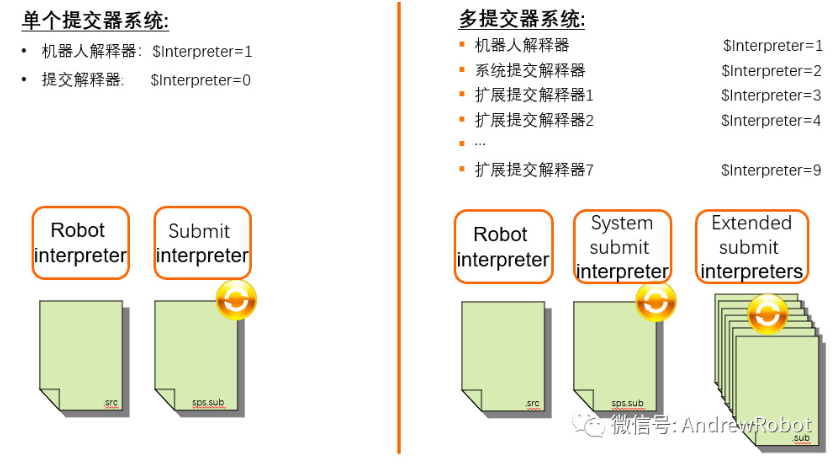 单个提交器系统:
• 机器人解释器: $Interpreter=1
• 提交解释器: $Interpreter=0
Robot
interpreter
Submit
interpreter
.src
sps.sub
多提交器系统:
机器人解释器 $Interpreter=1
系统提交解释器 $Interpreter=2
扩展提交解释器1 $Interpreter=3
扩展提交解释器2 $Interpreter=4
...
扩展提交解释器7 $Interpreter=9
Robot
interpreter
System
submit
interpreter
Extended
submit
interpreters
.src
sps.sub
.sub
微信号: AndrewRobot